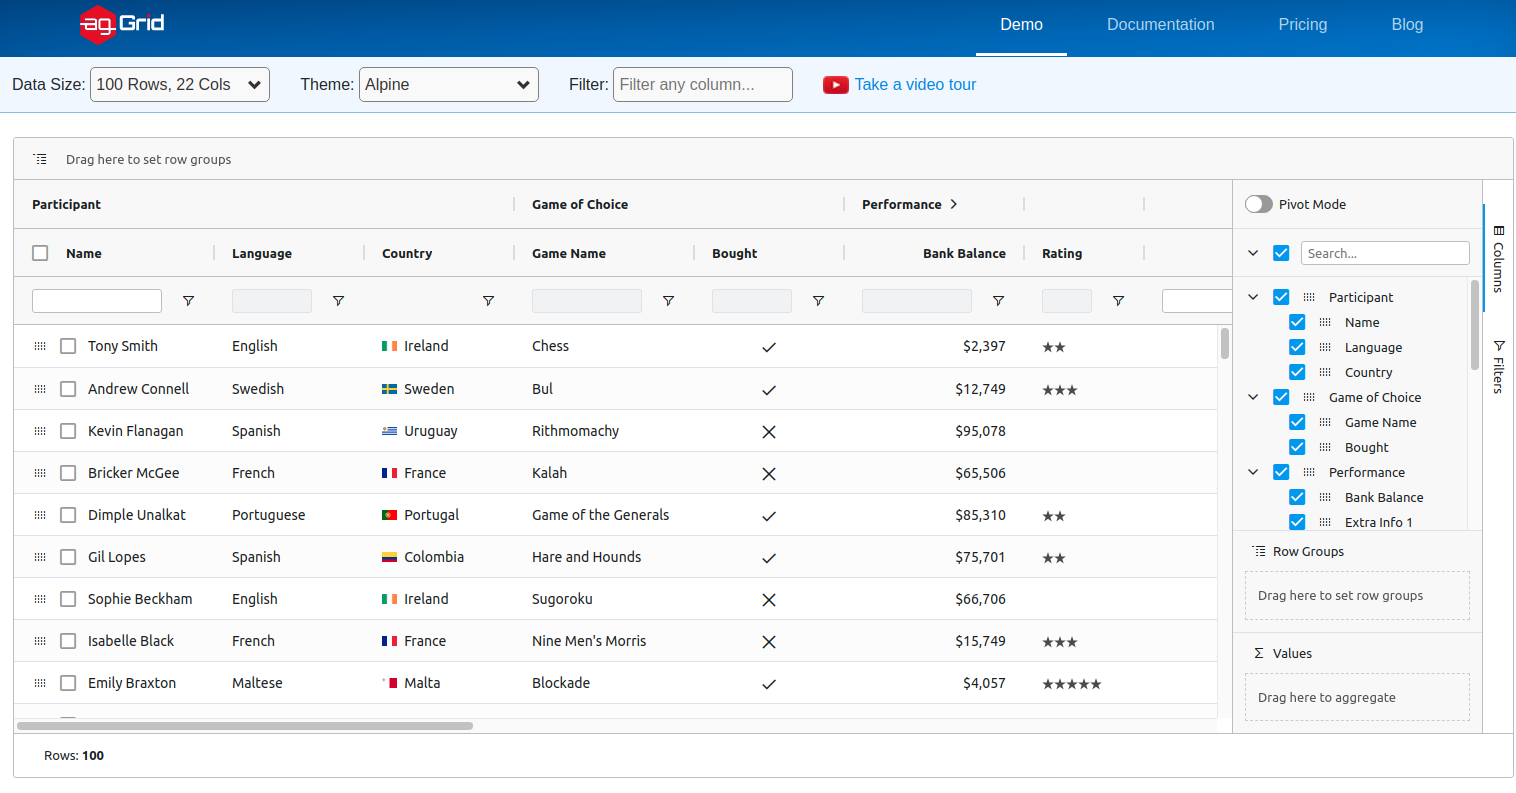 ag Grid Demo Documentation Pricing Blog
Data Size: 100 Rows, 22 Cols Theme: Alpine Filter: Filter any column... Take a video tour
Drag here to set row groups
Participant Game of Choice Performance Pivot Mode
Name Language Country Game Name Bought Bank Balance Rating Search...
Tony Smith English Ireland Chess $2,397 ★★
Andrew Connell Swedish Sweden Bul $12,749 ★★★
Kevin Flanagan Spanish Uruguay Rithmomachy $95,078
Bricker McGee French France Kalah $65,506
Dimple Unalkat Portuguese Portugal Game of the Generals $85,310 ★★
Gil Lopes Spanish Colombia Hare and Hounds $75,701 ★★
Sophie Beckham English Ireland Sugoroku $66,706
Isabelle Black French France Nine Men's Morris $15,749 ★★★
Emily Braxton Maltese Malta Blockade $4,057 ★★★★★
Participant
Name
Language
Country
Game of Choice
Game Name
Bought
Performance
Bank Balance
Extra Info 1
Row Groups
Drag here to set row groups
Values
Drag here to aggregate
Columns
Filters
Rows: 100